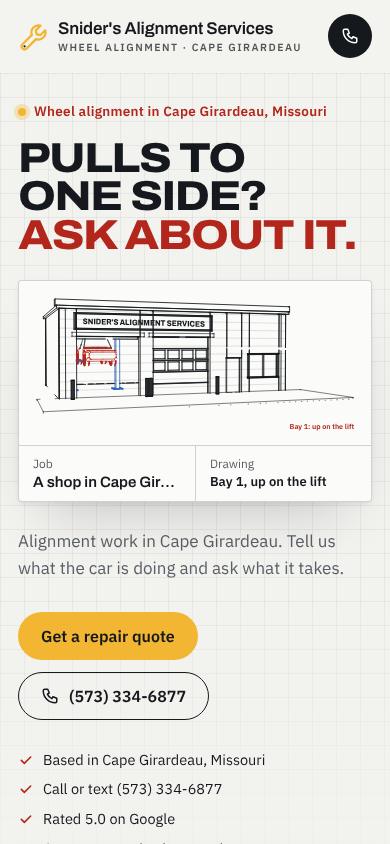 Snider's Alignment Services
WHEEL ALIGNMENT · CAPE GIRARDEAU
Wheel alignment in Cape Girardeau, Missouri
PULLS TO
ONE SIDE?
ASK ABOUT IT.
SNIDER'S ALIGNMENT SERVICES
Bay 1: up on the lift
Job
A shop in Cape Gir...
Drawing
Bay 1, up on the lift
Alignment work in Cape Girardeau. Tell us
what the car is doing and ask what it takes.
Get a repair quote
(573) 334-6877
Based in Cape Girardeau, Missouri
Call or text (573) 334-6877
Rated 5.0 on Google